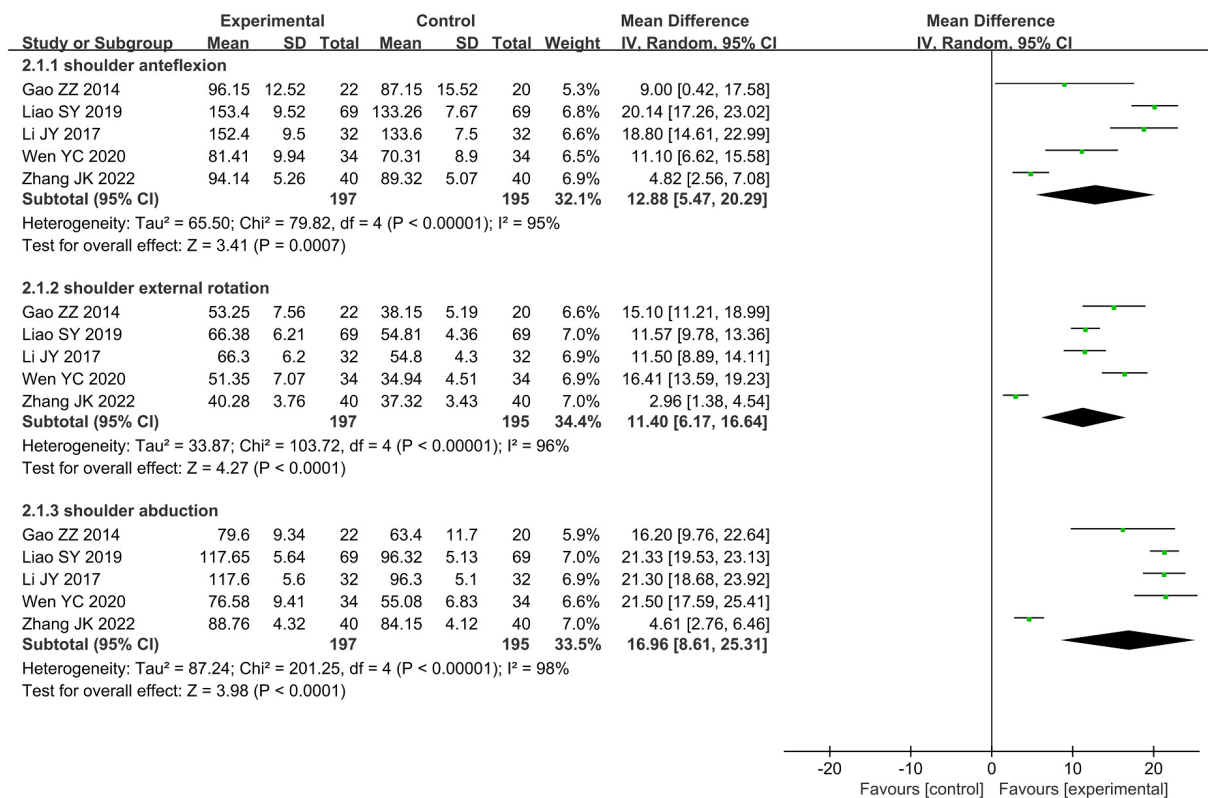 Experimental Control Mean Difference Mean Difference
Study or Subgroup Mean SD Total Mean SD Total Weight IV, Random, 95% CI IV, Random, 95% CI
2.1.1 shoulder anteflexion
Gao ZZ 2014 96.15 12.52 22 87.15 15.52 20 5.3% 9.00 [0.42, 17.58]
Liao SY 2019 153.4 9.52 69 133.26 7.67 69 6.8% 20.14 [17.26, 23.02]
Li JY 2017 152.4 9.5 32 133.6 7.5 32 6.6% 18.80 [14.61, 22.99]
Wen YC 2020 81.41 9.94 34 70.31 8.9 34 6.5% 11.10 [6.62, 15.58]
Zhang JK 2022 94.14 5.26 40 89.32 5.07 40 6.9% 4.82 [2.56, 7.08]
Subtotal (95% CI) 197 195 32.1% 12.88 [5.47, 20.29]
Heterogeneity: Tau² = 65.50; Chi² = 79.82, df = 4 (P < 0.00001); I² = 95%
Test for overall effect: Z = 3.41 (P = 0.0007)
2.1.2 shoulder external rotation
Gao ZZ 2014 53.25 7.56 22 38.15 5.19 20 6.6% 15.10 [11.21, 18.99]
Liao SY 2019 66.38 6.21 69 54.81 4.36 69 7.0% 11.57 [9.78, 13.36]
Li JY 2017 66.3 6.2 32 54.8 4.3 32 6.9% 11.50 [8.89, 14.11]
Wen YC 2020 51.35 7.07 34 34.94 4.51 34 6.9% 16.41 [13.59, 19.23]
Zhang JK 2022 40.28 3.76 40 37.32 3.43 40 7.0% 2.96 [1.38, 4.54]
Subtotal (95% CI) 197 195 34.4% 11.40 [6.17, 16.64]
Heterogeneity: Tau² = 33.87; Chi² = 103.72, df = 4 (P < 0.00001); I² = 96%
Test for overall effect: Z = 4.27 (P < 0.0001)
2.1.3 shoulder abduction
Gao ZZ 2014 79.6 9.34 22 63.4 11.7 20 5.9% 16.20 [9.76, 22.64]
Liao SY 2019 117.65 5.64 69 96.32 5.13 69 7.0% 21.33 [19.53, 23.13]
Li JY 2017 117.6 5.6 32 96.3 5.1 32 6.9% 21.30 [18.68, 23.92]
Wen YC 2020 76.58 9.41 34 55.08 6.83 34 6.6% 21.50 [17.59, 25.41]
Zhang JK 2022 88.76 4.32 40 84.15 4.12 40 7.0% 4.61 [2.76, 6.46]
Subtotal (95% CI) 197 195 33.5% 16.96 [8.61, 25.31]
Heterogeneity: Tau² = 87.24; Chi² = 201.25, df = 4 (P < 0.00001); I² = 98%
Test for overall effect: Z = 3.98 (P < 0.0001)
-20 -10 0 10 20
Favours [control] Favours [experimental]